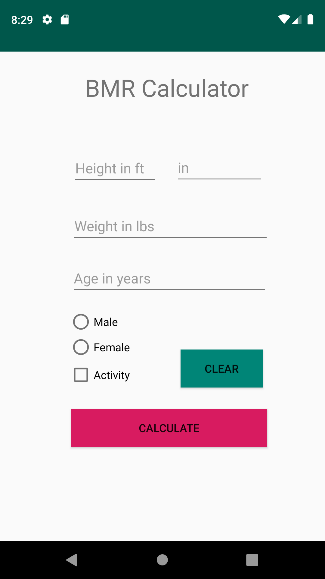 8:29
BMR Calculator
Height in ft in
Weight in lbs
Age in years
Male
Female
Activity
CLEAR
CALCULATE